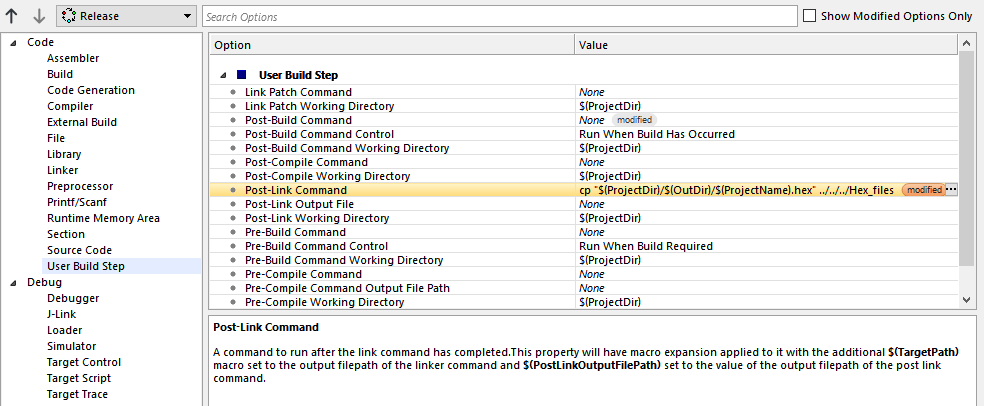 Release
Search Options
Show Modified Options Only
Code
Assembler
Build
Code Generation
Compiler
External Build
File
Library
Linker
Preprocessor
Printf/Scanf
Runtime Memory Area
Section
Source Code
User Build Step
Debug
Debugger
J-Link
Loader
Simulator
Target Control
Target Script
Target Trace
Option Value
User Build Step
Link Patch Command None
Link Patch Working Directory $(ProjectDir)
Post-Build Command None modified
Post-Build Command Control Run When Build Has Occurred
Post-Build Command Working Directory $(ProjectDir)
Post-Compile Command None
Post-Compile Working Directory $(ProjectDir)
Post-Link Command cp "$(ProjectDir)/$(OutDir)/$(ProjectName).hex" ../../../Hex_files modified ...
Post-Link Output File None
Post-Link Working Directory $(ProjectDir)
Pre-Build Command None
Pre-Build Command Control Run When Build Required
Pre-Build Command Working Directory $(ProjectDir)
Pre-Compile Command None
Pre-Compile Command Output File Path None
Pre-Compile Working Directory $(ProjectDir)
Post-Link Command
A command to run after the link command has completed.This property will have macro expansion applied to it with the additional $(TargetPath)
macro set to the output filepath of the linker command and $(PostLinkOutputFilePath) set to the value of the output filepath of the post link
command.